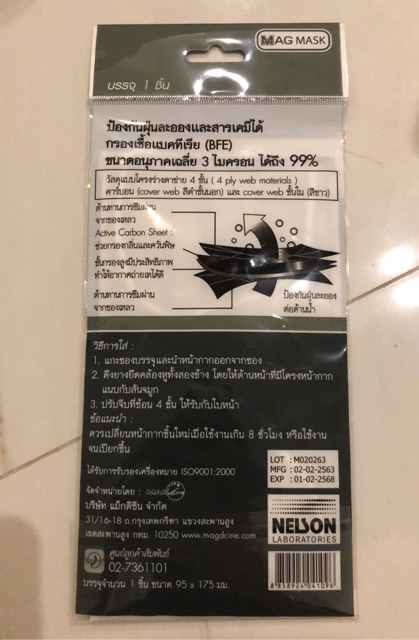 MAG MASK
บรรจุ 1 ชิ้น
ป้องกันฝุ่นละอองและสารเคมีได้
กรองเชื้อแบคทีเรีย (BFE)
ขนาดอนุภาคเฉลี่ย 3 ไมครอน ได้ถึง 99%
วัสดุแบบโครงร่างตาข่าย 4 ชั้น ( 4 ply web materials )
คาร์บอน (cover web สีดำชั้นนอก) และ cover web ชั้นใน (สีขาว)
ด้านทานการซึมผ่าน
จากของเหลว
Active Carbon Sheet :
ช่วยกรองกลิ่นและควันพิษ
ชั้นกรองสูงมีประสิทธิภาพ
ทำให้อากาศถ่ายเทได้ดี
ด้านทานการซึมผ่าน
จากของเหลว
ป้องกันฝุ่นละออง
ต่อต้านน้ำ
วิธีการใส่ :
1. แกะซองบรรจุและนำหน้ากากออกจากซอง
2. ดึงยางยืดคล้องหูทั้งสองข้าง โดยให้ด้านหน้าที่มีโครงหน้ากาก
แนบกับสันจมูก
3. ปรับจีบที่ซ้อน 4 ชั้น ให้รับกับใบหน้า
ข้อแนะนำ :
ควรเปลี่ยนหน้ากากชิ้นใหม่เมื่อใช้งานเกิน 8 ชั่วโมง หรือใช้งาน
จนเปียกชื้น
ได้รับการรับรองเครื่องหมาย ISO9001:2000
LOT : M020263
MFG : 02-02-2563
EXP : 01-02-2568
จัดจำหน่ายโดย :
บริษัท แม็กดีซีน จำกัด
31/16-18 ถ.กรุงเทพกรีฑา แขวงสะพานสูง
เขตสะพานสูง กทม. 10250 www.magdcine.com
NELSON
LABORATORIES
ศูนย์ลูกค้าสัมพันธ์
02-7361101
บรรจุจำนวน 1 ชิ้น ขนาด 95 x 175 มม.
8 858924 041096